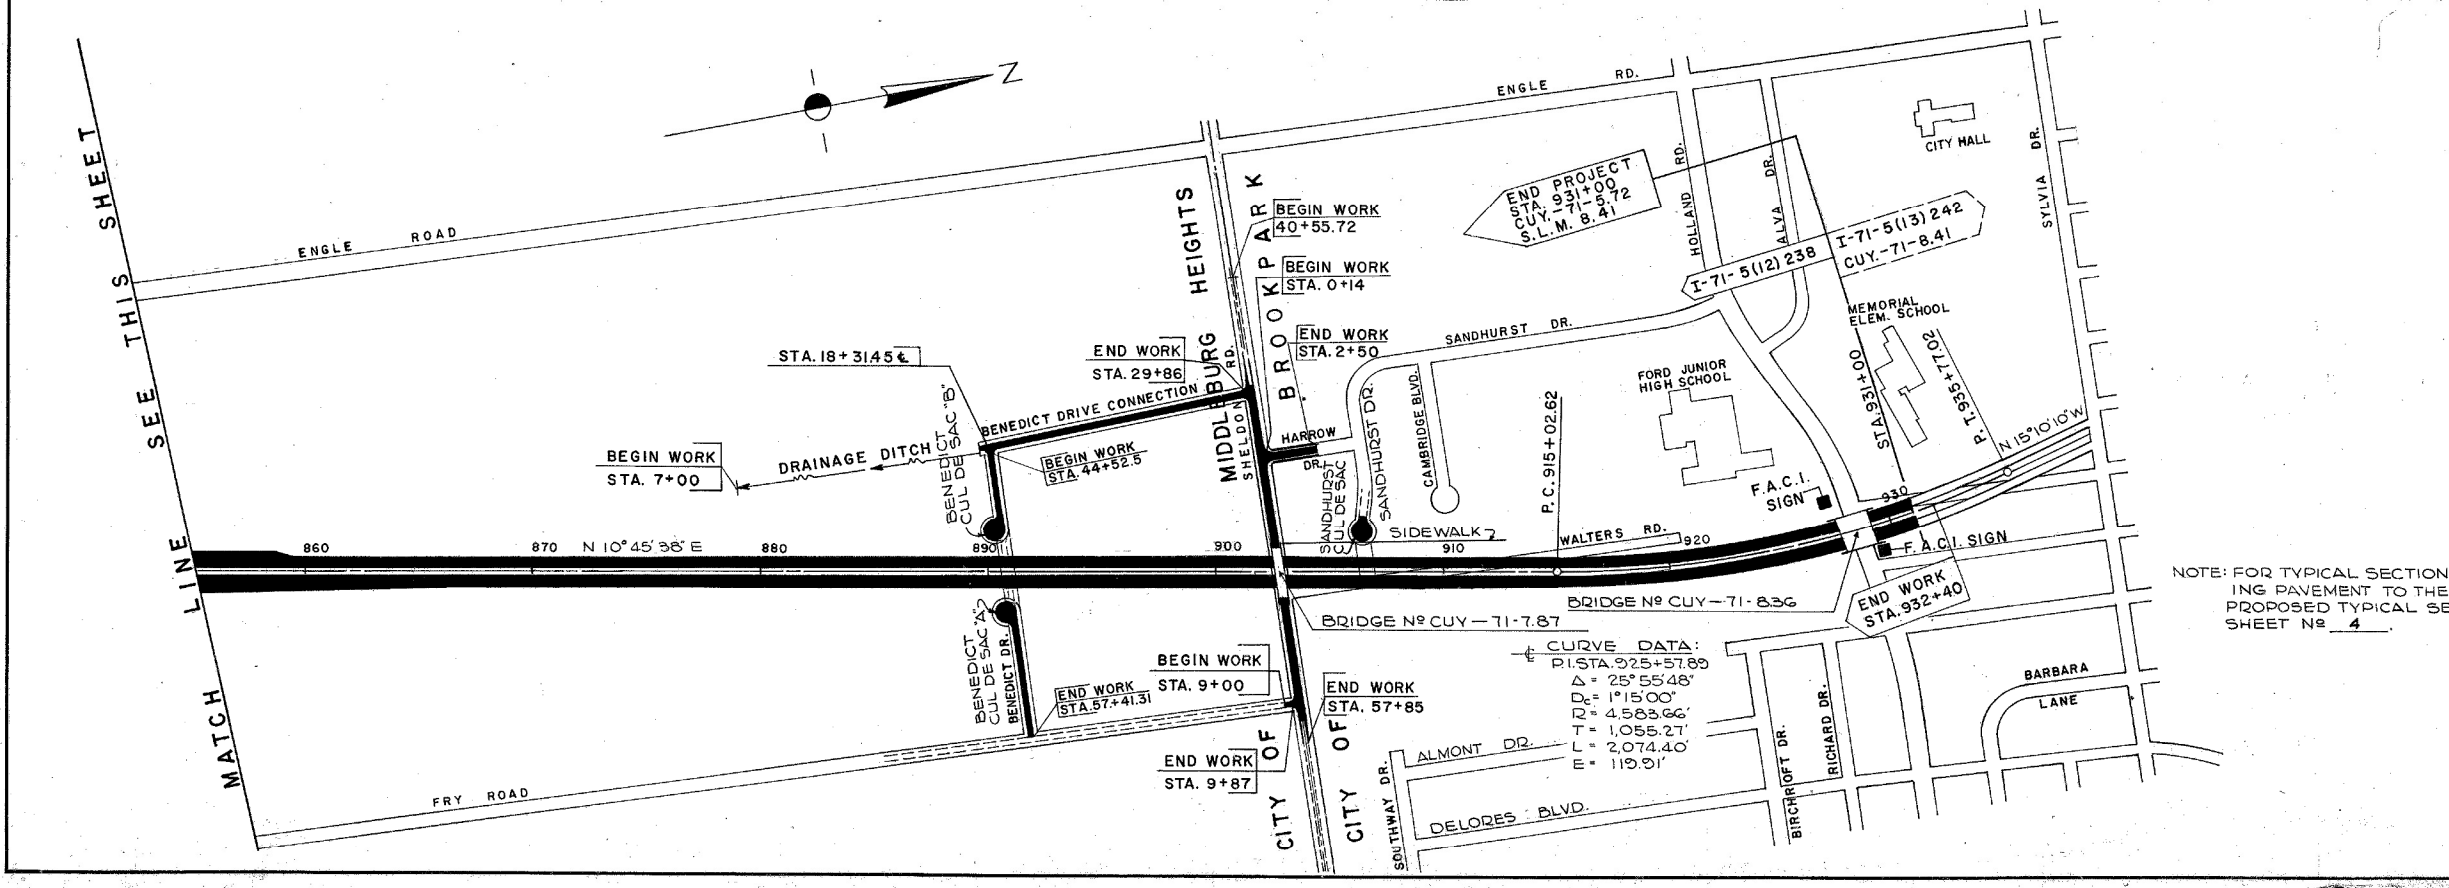 MATCH LINE SEE THIS SHEET
Z
ENGLE ROAD
ENGLE RD.
HOLLAND RD.
ALVA DR.
SYLVIA DR.
CITY HALL
END PROJECT
STA. 931+00
CUY.-71-5.72
S.L.M. 8.41
I-71-5(13) 242
CUY.-71-8.41
I-71-5(12) 238
CITY OF MIDDLEBURG HEIGHTS
CITY OF BROOK PARK
SHELDON RD.
BEGIN WORK
40+55.72
BEGIN WORK
STA. 0+14
END WORK
STA. 2+50
END WORK
STA. 29+86
STA. 18+31.45 ℄
BENEDICT DRIVE CONNECTION
BENEDICT
CUL DE SAC "B"
BEGIN WORK
STA. 7+00
DRAINAGE DITCH
BEGIN WORK
STA. 44+52.5
HARROW
DR.
SANDHURST DR.
SANDHURST
CUL DE SAC
SANDHURST DR.
CAMBRIDGE BLVD.
SIDEWALK
P.C. 915+02.62
FORD JUNIOR
HIGH SCHOOL
MEMORIAL
ELEM. SCHOOL
STA. 931+00
P.T. 935+77.02
N 15° 10' 10" W
F.A.C.I.
SIGN
930
F.A.C.I. SIGN
WALTERS RD.
860
870
N 10° 45' 38" E
880
890
900
910
920
BRIDGE Nº CUY-71-8.36
BRIDGE Nº CUY-71-7.87
END WORK
STA. 932+40
NOTE: FOR TYPICAL SECTION
ING PAVEMENT TO THE
PROPOSED TYPICAL SE
SHEET Nº 4.
BENEDICT
CUL DE SAC "A"
BENEDICT DR.
END WORK
STA. 57+41.31
BEGIN WORK
STA. 9+00
END WORK
STA. 57+85
END WORK
STA. 9+87
℄ CURVE DATA:
P.I. STA. 925+57.89
Δ = 25° 55' 48"
Dc = 1° 15' 00"
R = 4,583.66'
T = 1,055.27'
L = 2,074.40'
E = 119.91'
FRY ROAD
SOUTHWAY DR.
ALMONT DR.
DELORES BLVD.
BIRCHCROFT DR.
RICHARD DR.
BARBARA
LANE